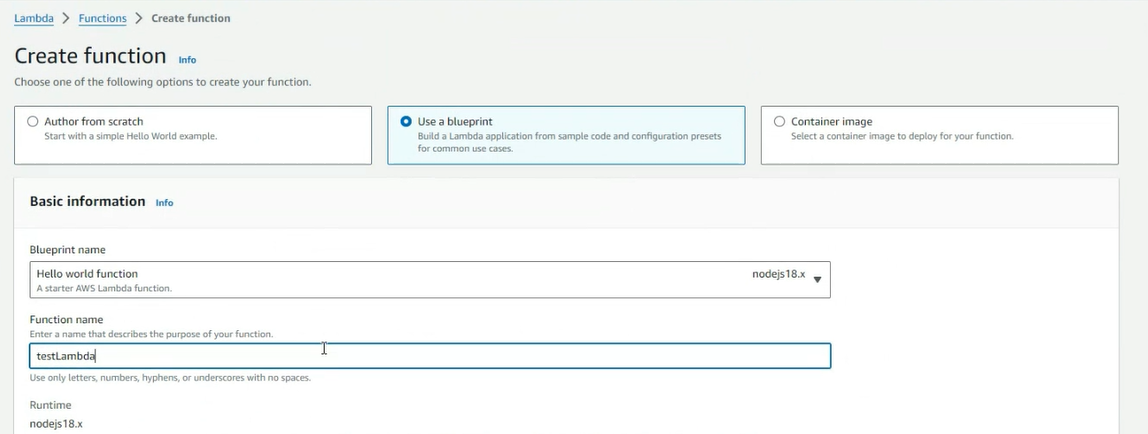 Lambda > Functions > Create function
Create function Info
Choose one of the following options to create your function.
Author from scratch
Start with a simple Hello World example.
Use a blueprint
Build a Lambda application from sample code and configuration presets
for common use cases.
Container image
Select a container image to deploy for your function.
Basic information Info
Blueprint name
Hello world function nodejs18.x
A starter AWS Lambda function.
Function name
Enter a name that describes the purpose of your function.
testLambda
Use only letters, numbers, hyphens, or underscores with no spaces.
Runtime
nodejs18.x